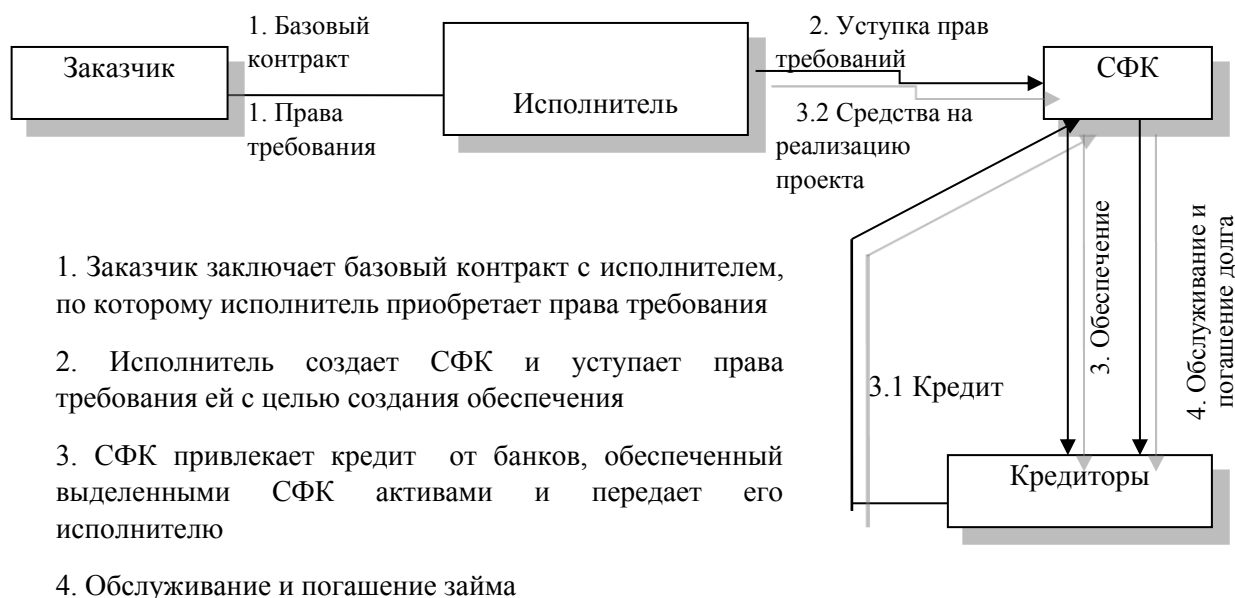 1. Базовый
контракт
2. Уступка прав
требований
Заказчик
СФК
Исполнитель
1. Права
требования
3.2 Средства на
реализацию
проекта
3. Обеспечение
4. Обслуживание и
погашение долга
3.1 Кредит
Кредиторы
1. Заказчик заключает базовый контракт с исполнителем,
по которому исполнитель приобретает права требования
2. Исполнитель создает СФК и уступает права
требования ей с целью создания обеспечения
3. СФК привлекает кредит от банков, обеспеченный
выделенными СФК активами и передает его
исполнителю
4. Обслуживание и погашение займа